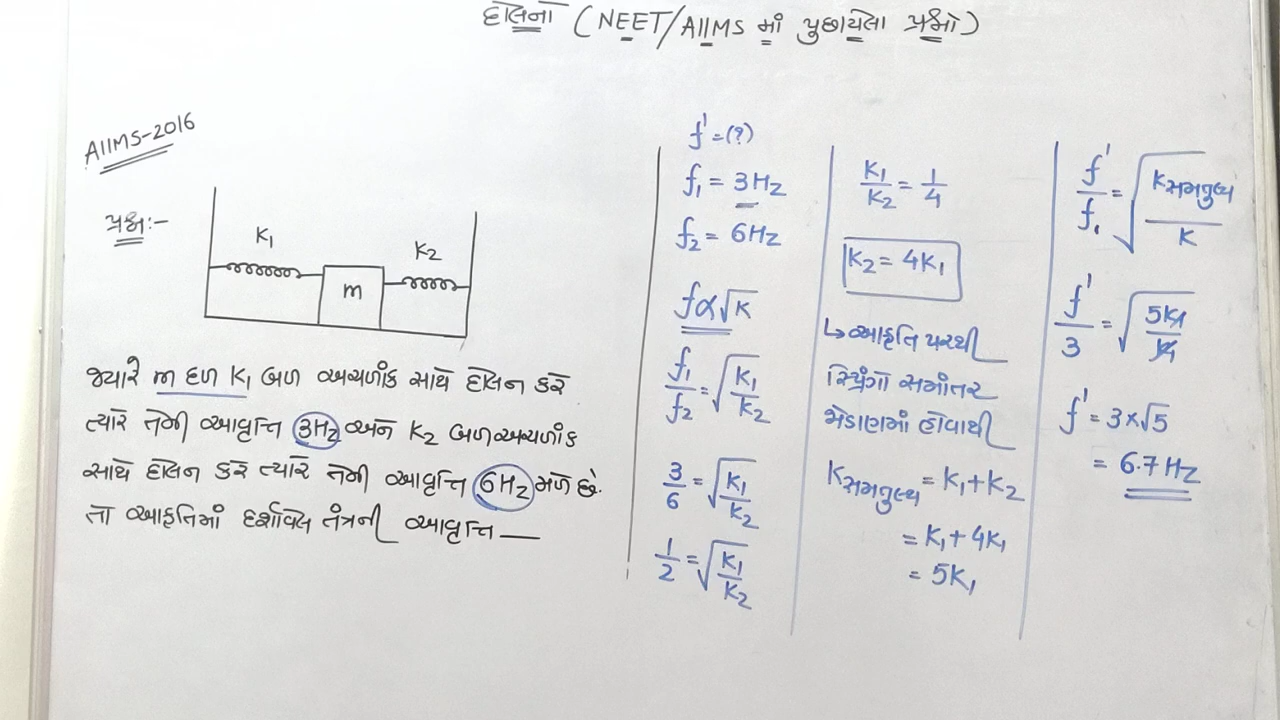 દોલનો (NEET/AIIMS માં પુછાયેલા પ્રશ્નો)
AIIMS-2016
પ્રશ્ન:-
K₁
K₂
m
જ્યારે m દળ K₁ બળ અચળાંક સાથે દોલન કરે
ત્યારે તેની આવૃત્તિ 3Hz અને K₂ બળઅચળાંક
સાથે દોલન કરે ત્યારે તેની આવૃત્તિ 6Hz મળે છે.
તો આકૃતિમાં દર્શાવેલ તંત્રની આવૃત્તિ ___
f' = (?)
f₁ = 3Hz
f₂ = 6Hz
f ∝ √K
f₁/f₂ = √(K₁/K₂)
3/6 = √(K₁/K₂)
1/2 = √(K₁/K₂)
K₁/K₂ = 1/4
K₂ = 4K₁
↳ આકૃતિ પરથી
સ્પ્રિંગો સમાંતર
જોડાણમાં હોવાથી
Kસમતુલ્ય = K₁+K₂
= K₁+4K₁
= 5K₁
f'/f₁ = √(Kસમતુલ્ય/K)
f'/3 = √(5K₁/K₁)
f' = 3×√5
= 6.7Hz